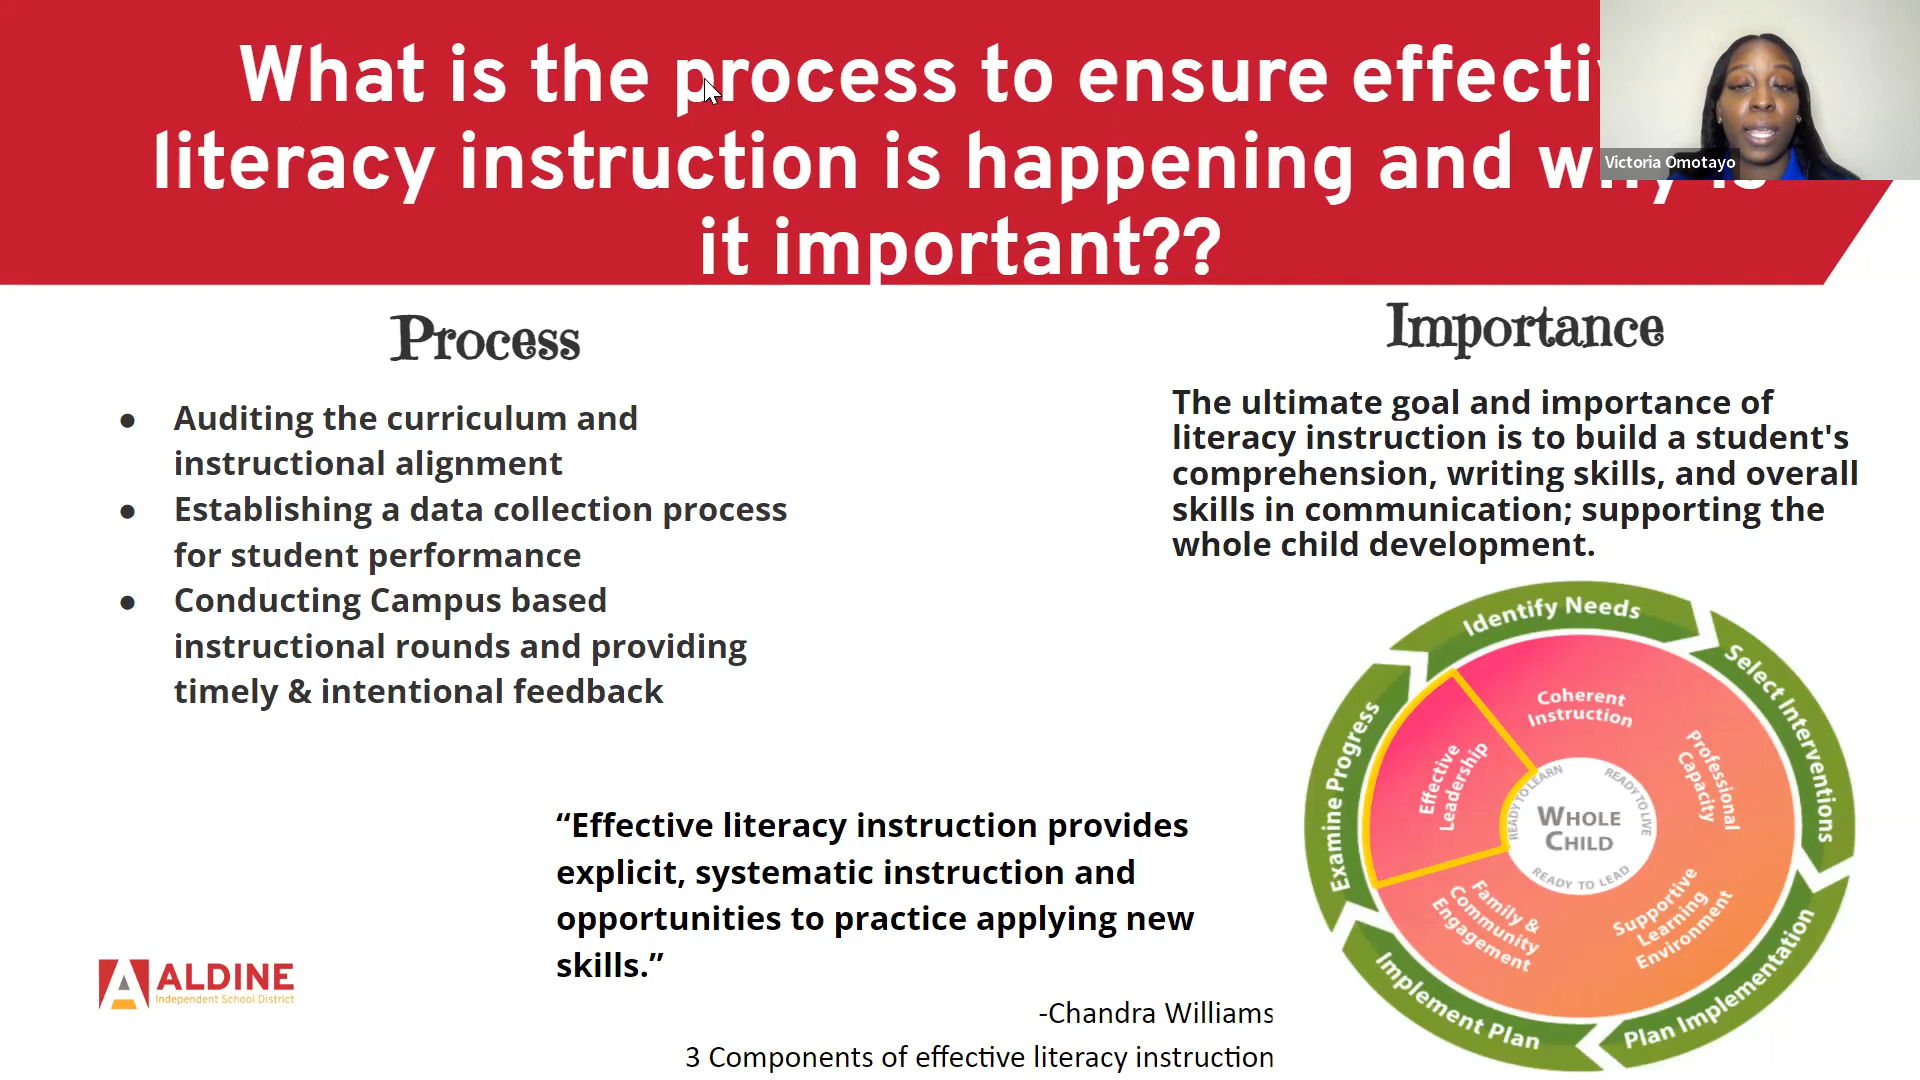 What is the process to ensure effecti
literacy instruction is happening and why is
it important??
Victoria Omotayo
Process
● Auditing the curriculum and
instructional alignment
● Establishing a data collection process
for student performance
● Conducting Campus based
instructional rounds and providing
timely & intentional feedback
Importance
The ultimate goal and importance of
literacy instruction is to build a student's
comprehension, writing skills, and overall
skills in communication; supporting the
whole child development.
“Effective literacy instruction provides
explicit, systematic instruction and
opportunities to practice applying new
skills.”
-Chandra Williams
3 Components of effective literacy instruction
ALDINE
Independent School District
Identify Needs
Select Interventions
Plan Implementation
Implement Plan
Examine Progress
Coherent
Instruction
Professional
Capacity
Supportive
Learning
Environment
Family &
Community
Engagement
Effective
Leadership
READY TO LEARN
READY TO LIVE
READY TO LEAD
WHOLE
CHILD